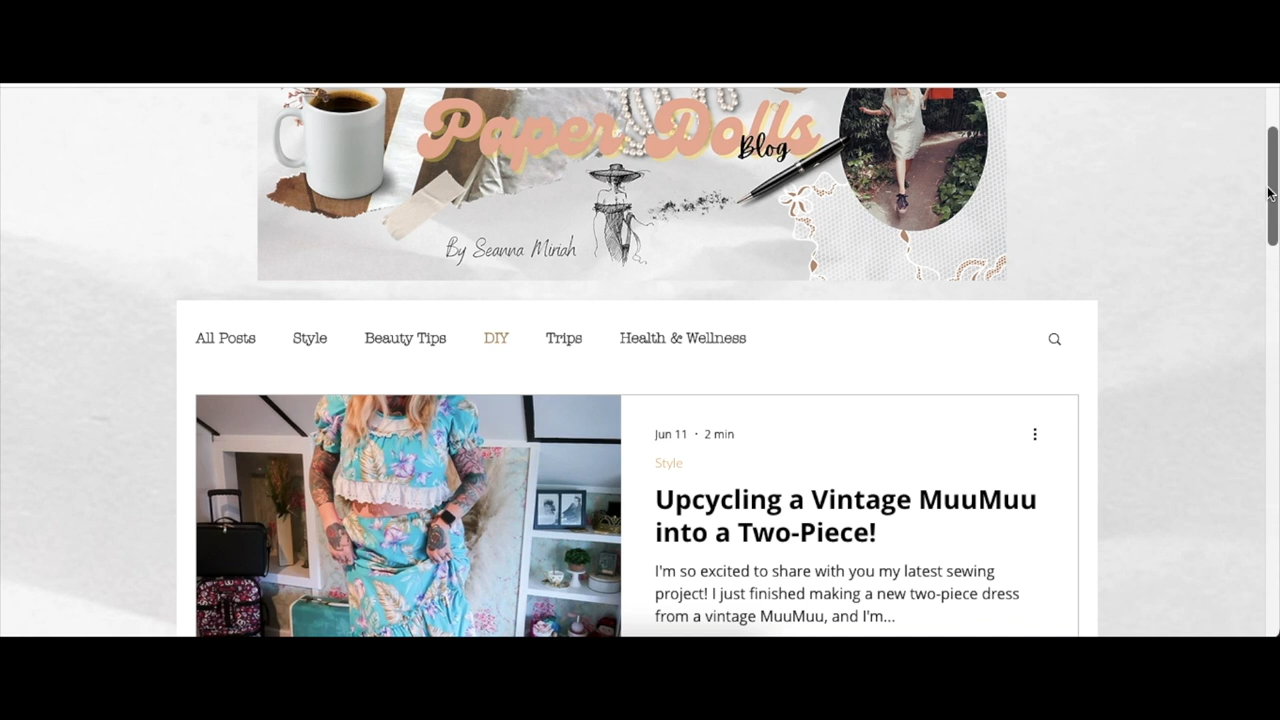 Paper Dolls
Blog
By Seanna Miriah
All Posts Style Beauty Tips DIY Trips Health & Wellness
Jun 11 · 2 min
Style
Upcycling a Vintage MuuMuu
into a Two-Piece!
I'm so excited to share with you my latest sewing
project! I just finished making a new two-piece dress
from a vintage MuuMuu, and I'm...